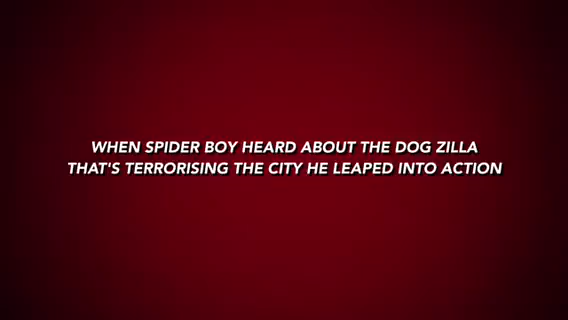 WHEN SPIDER BOY HEARD ABOUT THE DOG ZILLA
THAT'S TERRORISING THE CITY HE LEAPED INTO ACTION